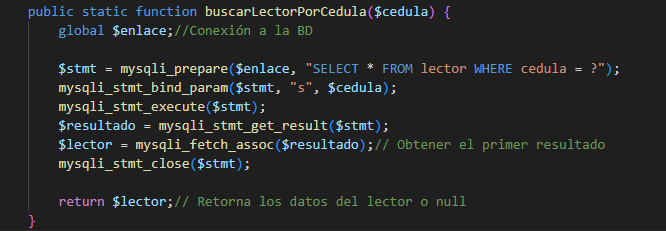 public static function buscarLectorPorCedula($cedula) {
global $enlace;//Conexión a la BD
$stmt = mysqli_prepare($enlace, "SELECT * FROM lector WHERE cedula = ?");
mysqli_stmt_bind_param($stmt, "s", $cedula);
mysqli_stmt_execute($stmt);
$resultado = mysqli_stmt_get_result($stmt);
$lector = mysqli_fetch_assoc($resultado);// Obtener el primer resultado
mysqli_stmt_close($stmt);
return $lector;// Retorna los datos del lector o null
}